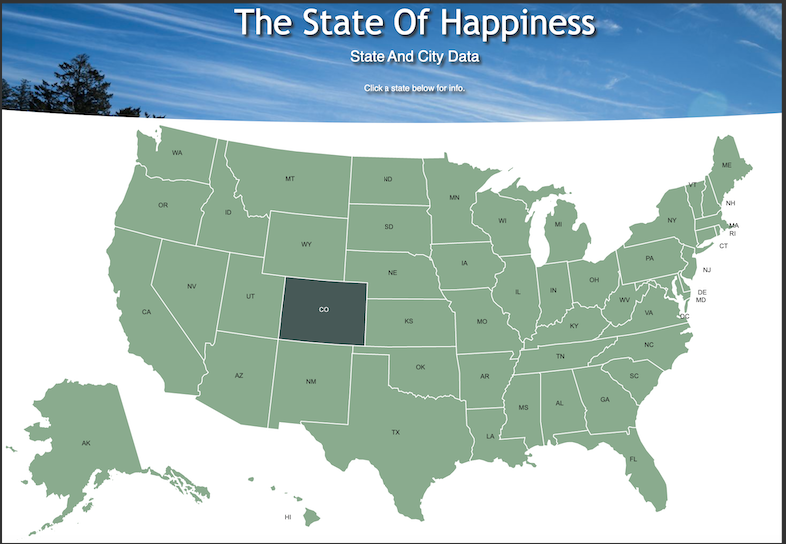 The State Of Happiness
State And City Data
Click a state below for info.
WA
MT
ND
MN
ME
VT
NH
OR
ID
SD
WI
MI
NY
MA
RI
CT
WY
IA
PA
NJ
NE
NV
UT
CO
IL
IN
OH
DE
MD
WV
VA
DC
CA
KS
MO
KY
NC
TN
AZ
NM
OK
AR
SC
MS
AL
GA
TX
LA
AK
FL
HI